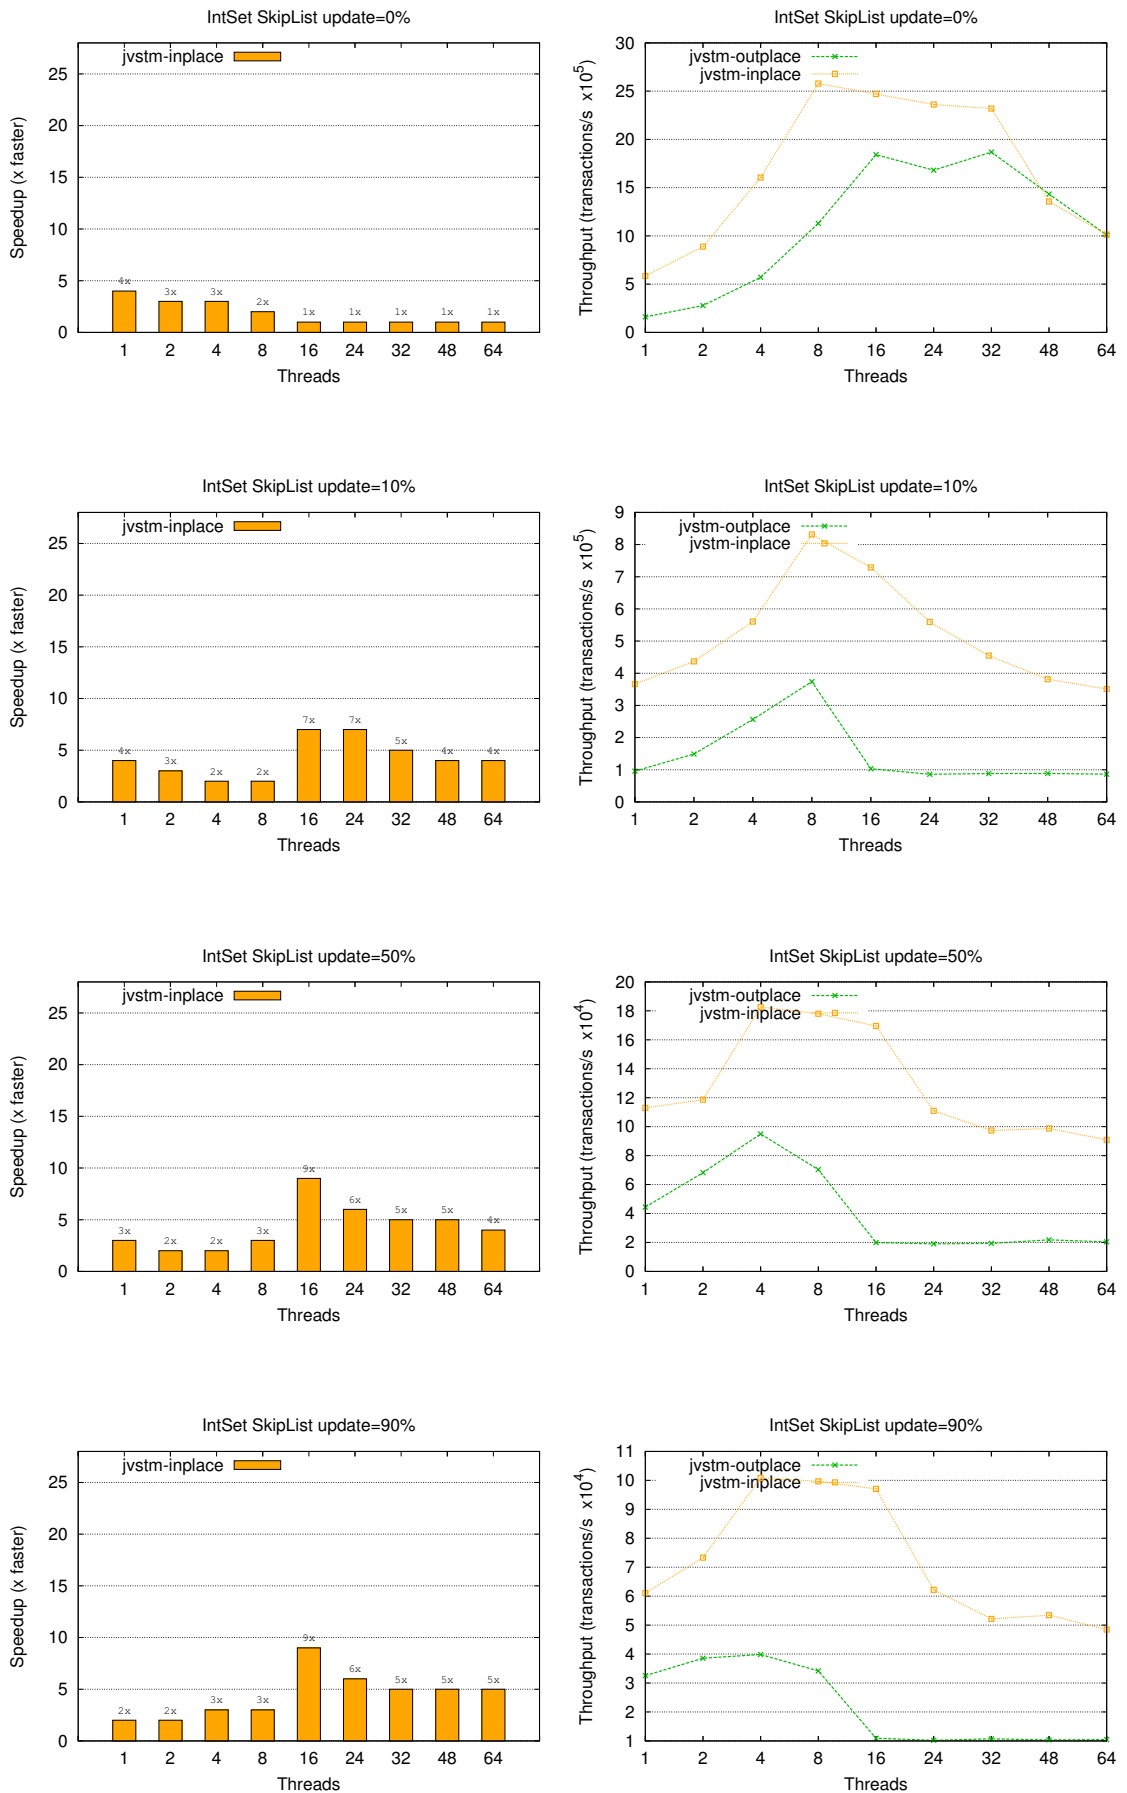 IntSet SkipList update=0%
jvstm-inplace
Speedup (x faster)
25
20
15
10
5
0
4x 3x 3x 2x 1x 1x 1x 1x 1x
1 2 4 8 16 24 32 48 64
Threads
IntSet SkipList update=0%
jvstm-outplace
jvstm-inplace
Throughput (transactions/s x10^5)
30
25
20
15
10
5
0
1 2 4 8 16 24 32 48 64
Threads
IntSet SkipList update=10%
jvstm-inplace
Speedup (x faster)
25
20
15
10
5
0
4x 3x 2x 2x 7x 7x 5x 4x 4x
1 2 4 8 16 24 32 48 64
Threads
IntSet SkipList update=10%
jvstm-outplace
jvstm-inplace
Throughput (transactions/s x10^5)
9
8
7
6
5
4
3
2
1
0
1 2 4 8 16 24 32 48 64
Threads
IntSet SkipList update=50%
jvstm-inplace
Speedup (x faster)
25
20
15
10
5
0
3x 2x 2x 3x 9x 6x 5x 5x 4x
1 2 4 8 16 24 32 48 64
Threads
IntSet SkipList update=50%
jvstm-outplace
jvstm-inplace
Throughput (transactions/s x10^4)
20
18
16
14
12
10
8
6
4
2
0
1 2 4 8 16 24 32 48 64
Threads
IntSet SkipList update=90%
jvstm-inplace
Speedup (x faster)
25
20
15
10
5
0
2x 2x 3x 3x 9x 6x 5x 5x 5x
1 2 4 8 16 24 32 48 64
Threads
IntSet SkipList update=90%
jvstm-outplace
jvstm-inplace
Throughput (transactions/s x10^4)
11
10
9
8
7
6
5
4
3
2
1
1 2 4 8 16 24 32 48 64
Threads